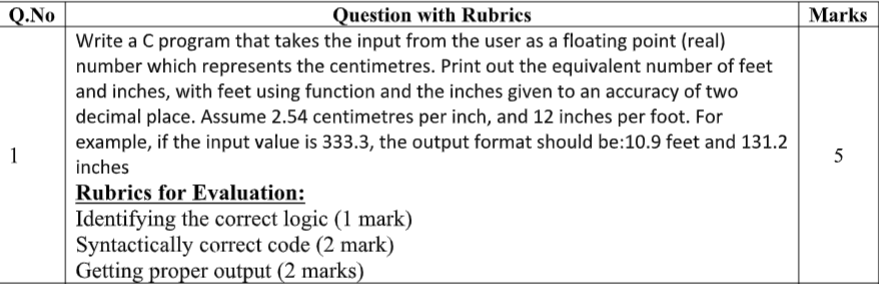 Q.No Question with Rubrics Marks
Write a C program that takes the input from the user as a floating point (real)
number which represents the centimetres. Print out the equivalent number of feet
and inches, with feet using function and the inches given to an accuracy of two
decimal place. Assume 2.54 centimetres per inch, and 12 inches per foot. For
example, if the input value is 333.3, the output format should be:10.9 feet and 131.2
inches
1
5
Rubrics for Evaluation:
Identifying the correct logic (1 mark)
Syntactically correct code (2 mark)
Getting proper output (2 marks)